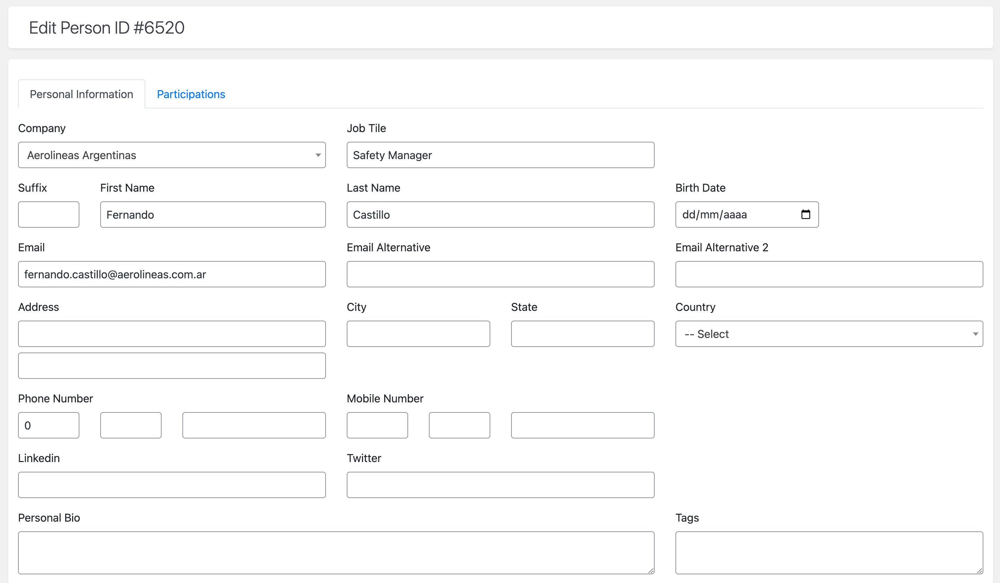 Edit Person ID #6520
Personal Information Participations
Company Job Tile
Aerolineas Argentinas Safety Manager
Suffix First Name Last Name Birth Date
Fernando Castillo dd/mm/aaaa
Email Email Alternative Email Alternative 2
fernando.castillo@aerolineas.com.ar
Address City State Country
-- Select
Phone Number Mobile Number
0
Linkedin Twitter
Personal Bio Tags